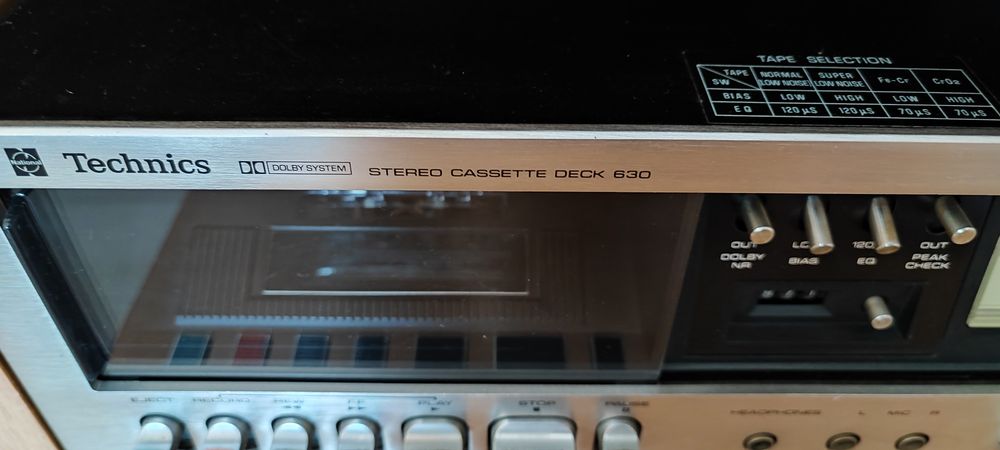 TAPE SELECTION
TAPE SW NORMAL LOW NOISE SUPER LOW NOISE Fe-Cr CrO2
BIAS LOW HIGH LOW HIGH
EQ 120 µS 120 µS 70 µS 70 µS
National Technics DOLBY SYSTEM STEREO CASSETTE DECK 630
OUT LO 120 OUT
DOLBY NR BIAS EQ PEAK CHECK
EJECT RECORD REW FF PLAY STOP PAUSE
HEADPHONES L MIC R